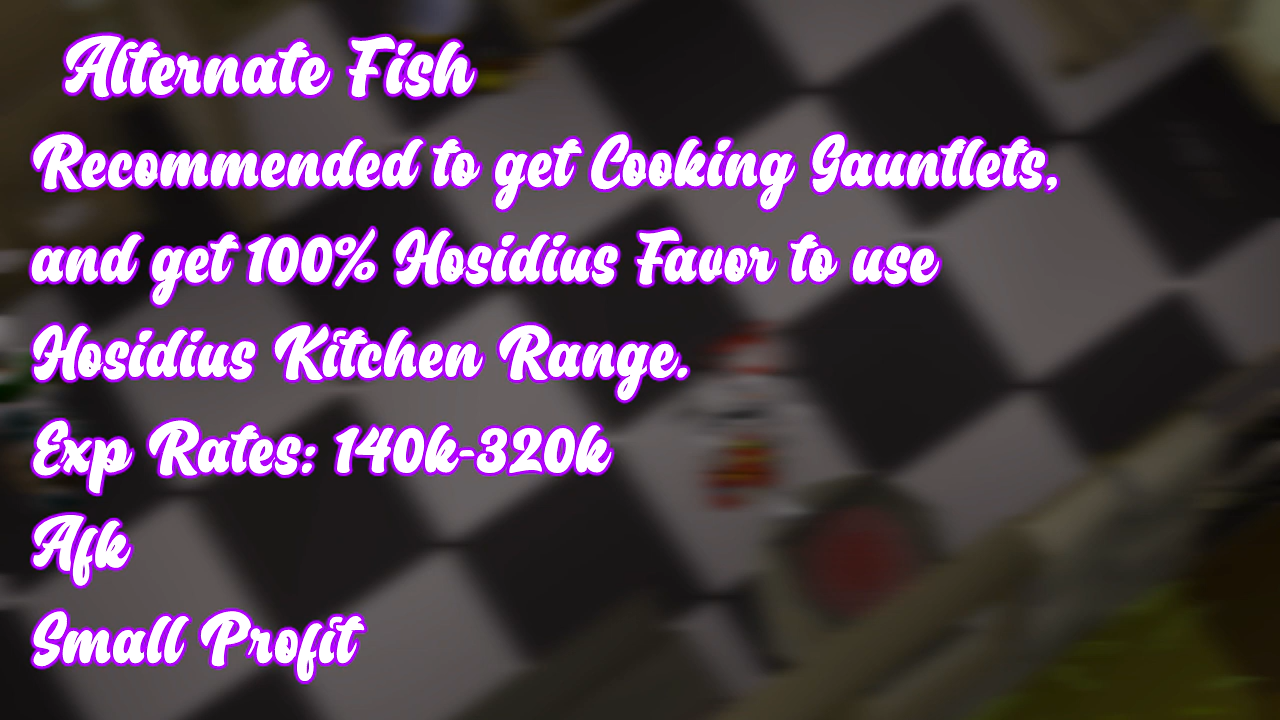 Alternate Fish
Recommended to get Cooking Gauntlets,
and get 100% Hosidius Favor to use
Hosidius Kitchen Range.
Exp Rates: 140k-320k
Afk
Small Profit